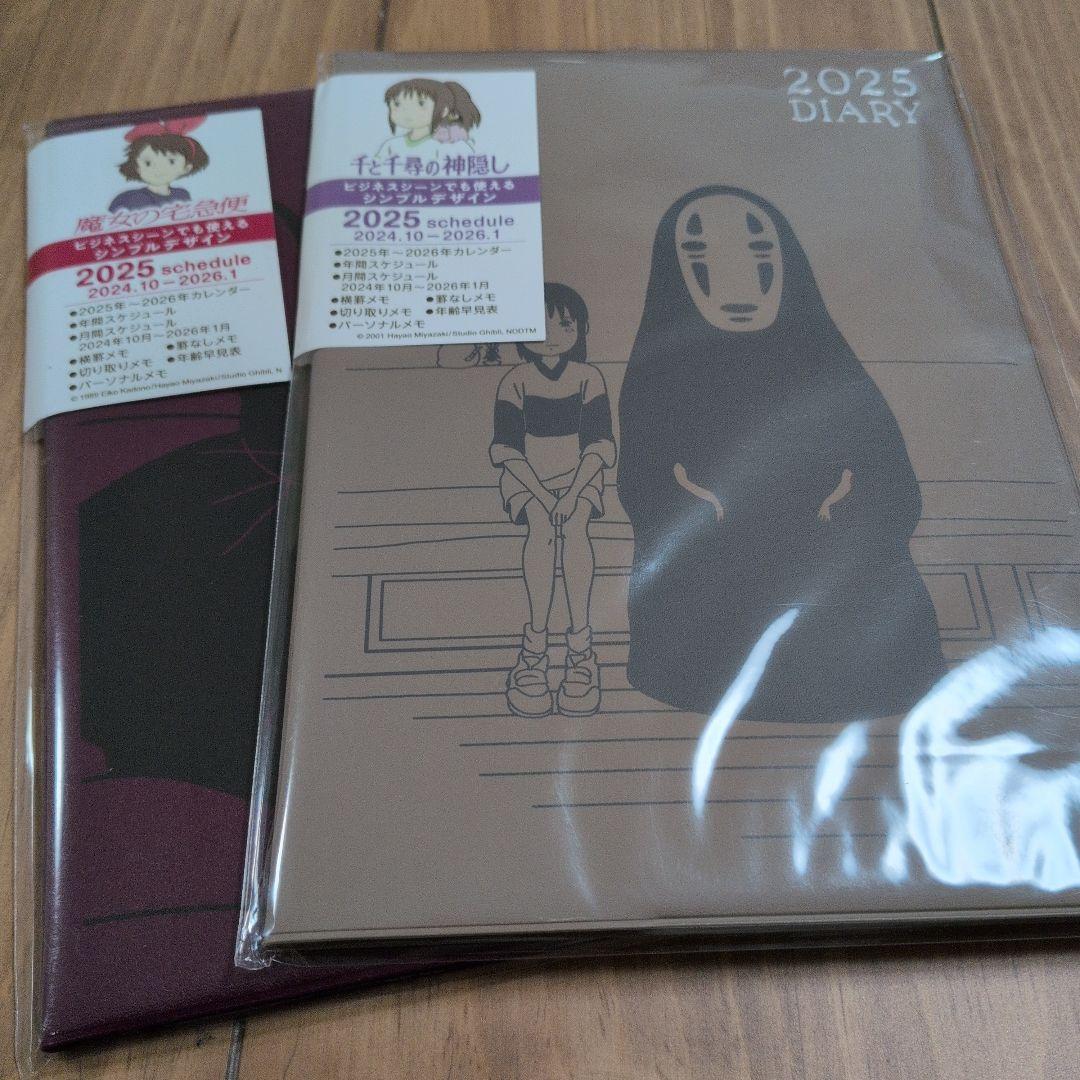 魔女の宅急便
ビジネスシーンでも使える
シンプルデザイン
2025 schedule
2024.10－2026.1
●2025年～2026年カレンダー
●年間スケジュール
●月間スケジュール
2024年10月～2026年1月
●横罫メモ ●罫なしメモ
●切り取りメモ ●年齢早見表
●パーソナルメモ
© 1989 Eiko Kadono/Hayao Miyazaki/Studio Ghibli, N
千と千尋の神隠し
ビジネスシーンでも使える
シンプルデザイン
2025 schedule
2024.10－2026.1
●2025年～2026年カレンダー
●年間スケジュール
●月間スケジュール
2024年10月～2026年1月
●横罫メモ ●罫なしメモ
●切り取りメモ ●年齢早見表
●パーソナルメモ
© 2001 Hayao Miyazaki/Studio Ghibli, NDDTM
2025
DIARY